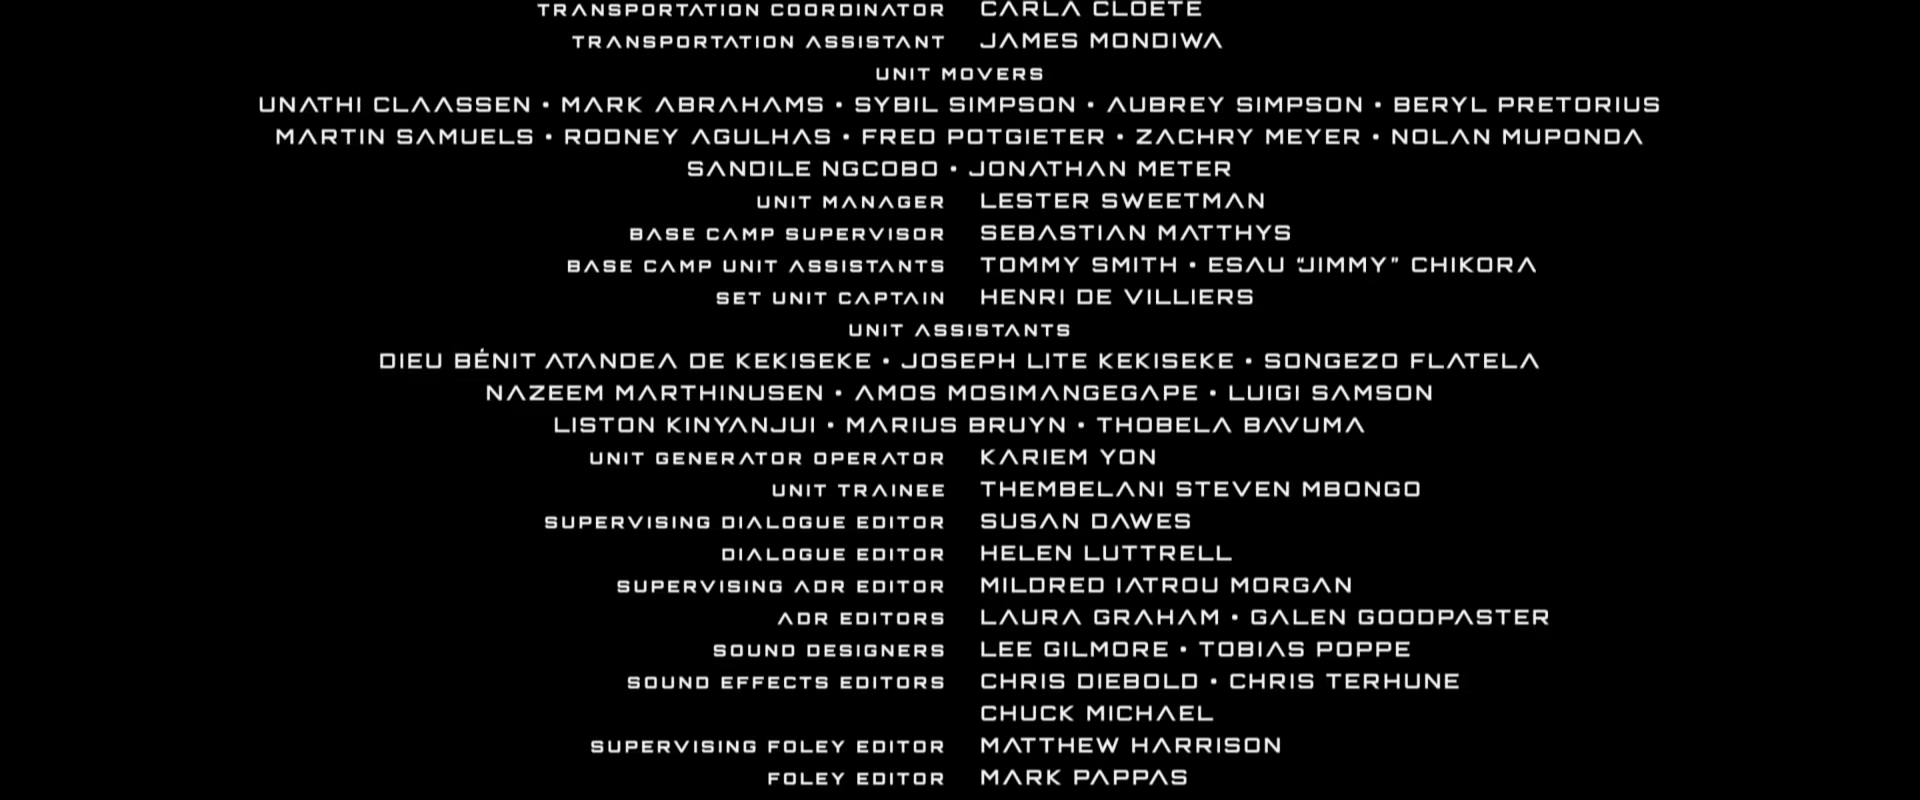 TRANSPORTATION COORDINATOR CARLA CLOETE
TRANSPORTATION ASSISTANT JAMES MONDIWA
UNIT MOVERS
UNATHI CLAASSEN • MARK ABRAHAMS • SYBIL SIMPSON • AUBREY SIMPSON • BERYL PRETORIUS
MARTIN SAMUELS • RODNEY AGULHAS • FRED POTGIETER • ZACHRY MEYER • NOLAN MUPONDA
SANDILE NGCOBO • JONATHAN METER
UNIT MANAGER LESTER SWEETMAN
BASE CAMP SUPERVISOR SEBASTIAN MATTHYS
BASE CAMP UNIT ASSISTANTS TOMMY SMITH • ESAU “JIMMY” CHIKORA
SET UNIT CAPTAIN HENRI DE VILLIERS
UNIT ASSISTANTS
DIEU BÉNIT ATANDEA DE KEKISEKE • JOSEPH LITE KEKISEKE • SONGEZO FLATELA
NAZEEM MARTHINUSEN • AMOS MOSIMANGEGAPE • LUIGI SAMSON
LISTON KINYANJUI • MARIUS BRUYN • THOBELA BAVUMA
UNIT GENERATOR OPERATOR KARIEM YON
UNIT TRAINEE THEMBELANI STEVEN MBONGO
SUPERVISING DIALOGUE EDITOR SUSAN DAWES
DIALOGUE EDITOR HELEN LUTTRELL
SUPERVISING ADR EDITOR MILDRED IATROU MORGAN
ADR EDITORS LAURA GRAHAM • GALEN GOODPASTER
SOUND DESIGNERS LEE GILMORE • TOBIAS POPPE
SOUND EFFECTS EDITORS CHRIS DIEBOLD • CHRIS TERHUNE
CHUCK MICHAEL
SUPERVISING FOLEY EDITOR MATTHEW HARRISON
FOLEY EDITOR MARK PAPPAS